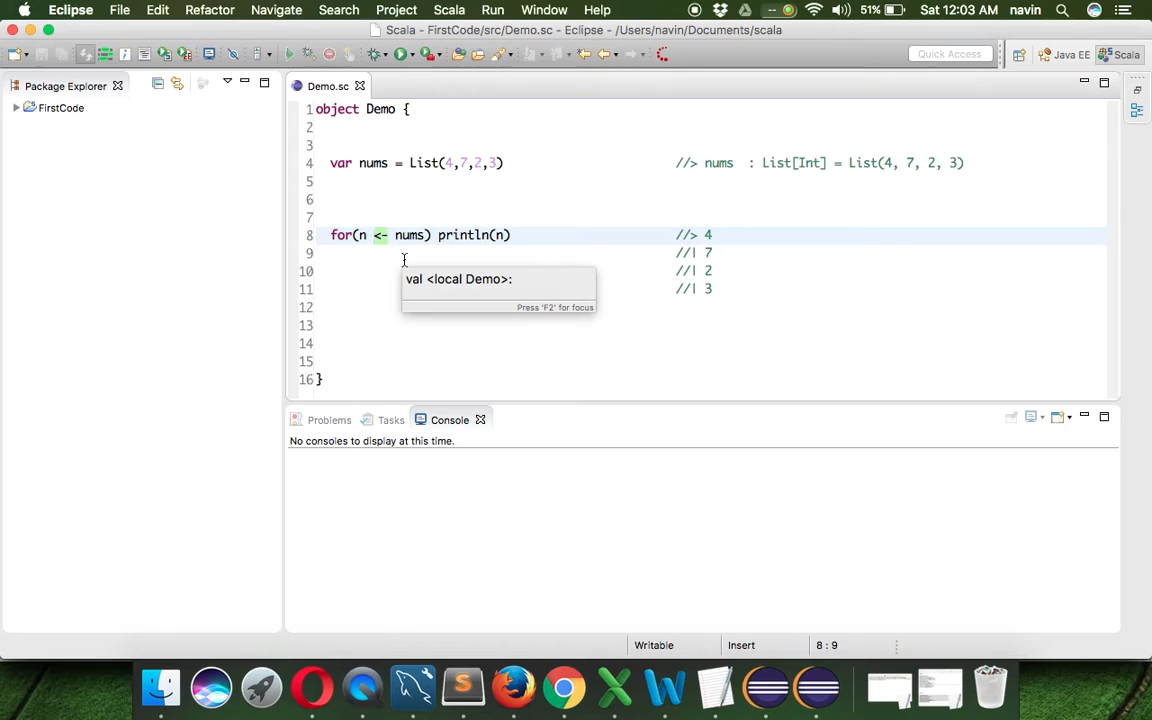 Eclipse File Edit Refactor Navigate Search Project Scala Run Window Help 51% Sat 12:03 AM navin
Scala - FirstCode/src/Demo.sc - Eclipse - /Users/navin/Documents/scala
Quick Access Java EE Scala
Package Explorer
FirstCode
Demo.sc
1 object Demo {
2
3
4 var nums = List(4,7,2,3) //> nums : List[Int] = List(4, 7, 2, 3)
5
6
7
8 for(n <- nums) println(n) //> 4
9 //| 7
10 //| 2
11 //| 3
12
13
14
15
16 }
val <local Demo>:
Press 'F2' for focus
Problems Tasks Console
No consoles to display at this time.
Writable Insert 8 : 9